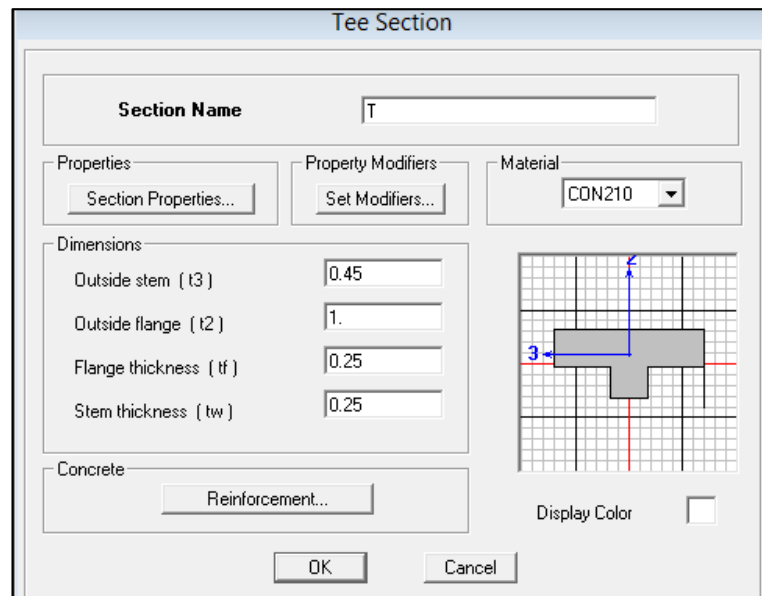 Tee Section
Section Name T
Properties
Section Properties...
Property Modifiers
Set Modifiers...
Material
CON210
Dimensions
Outside stem ( t3 ) 0.45
Outside flange ( t2 ) 1.
Flange thickness ( tf ) 0.25
Stem thickness ( tw ) 0.25
2
3
Concrete
Reinforcement...
Display Color
OK Cancel